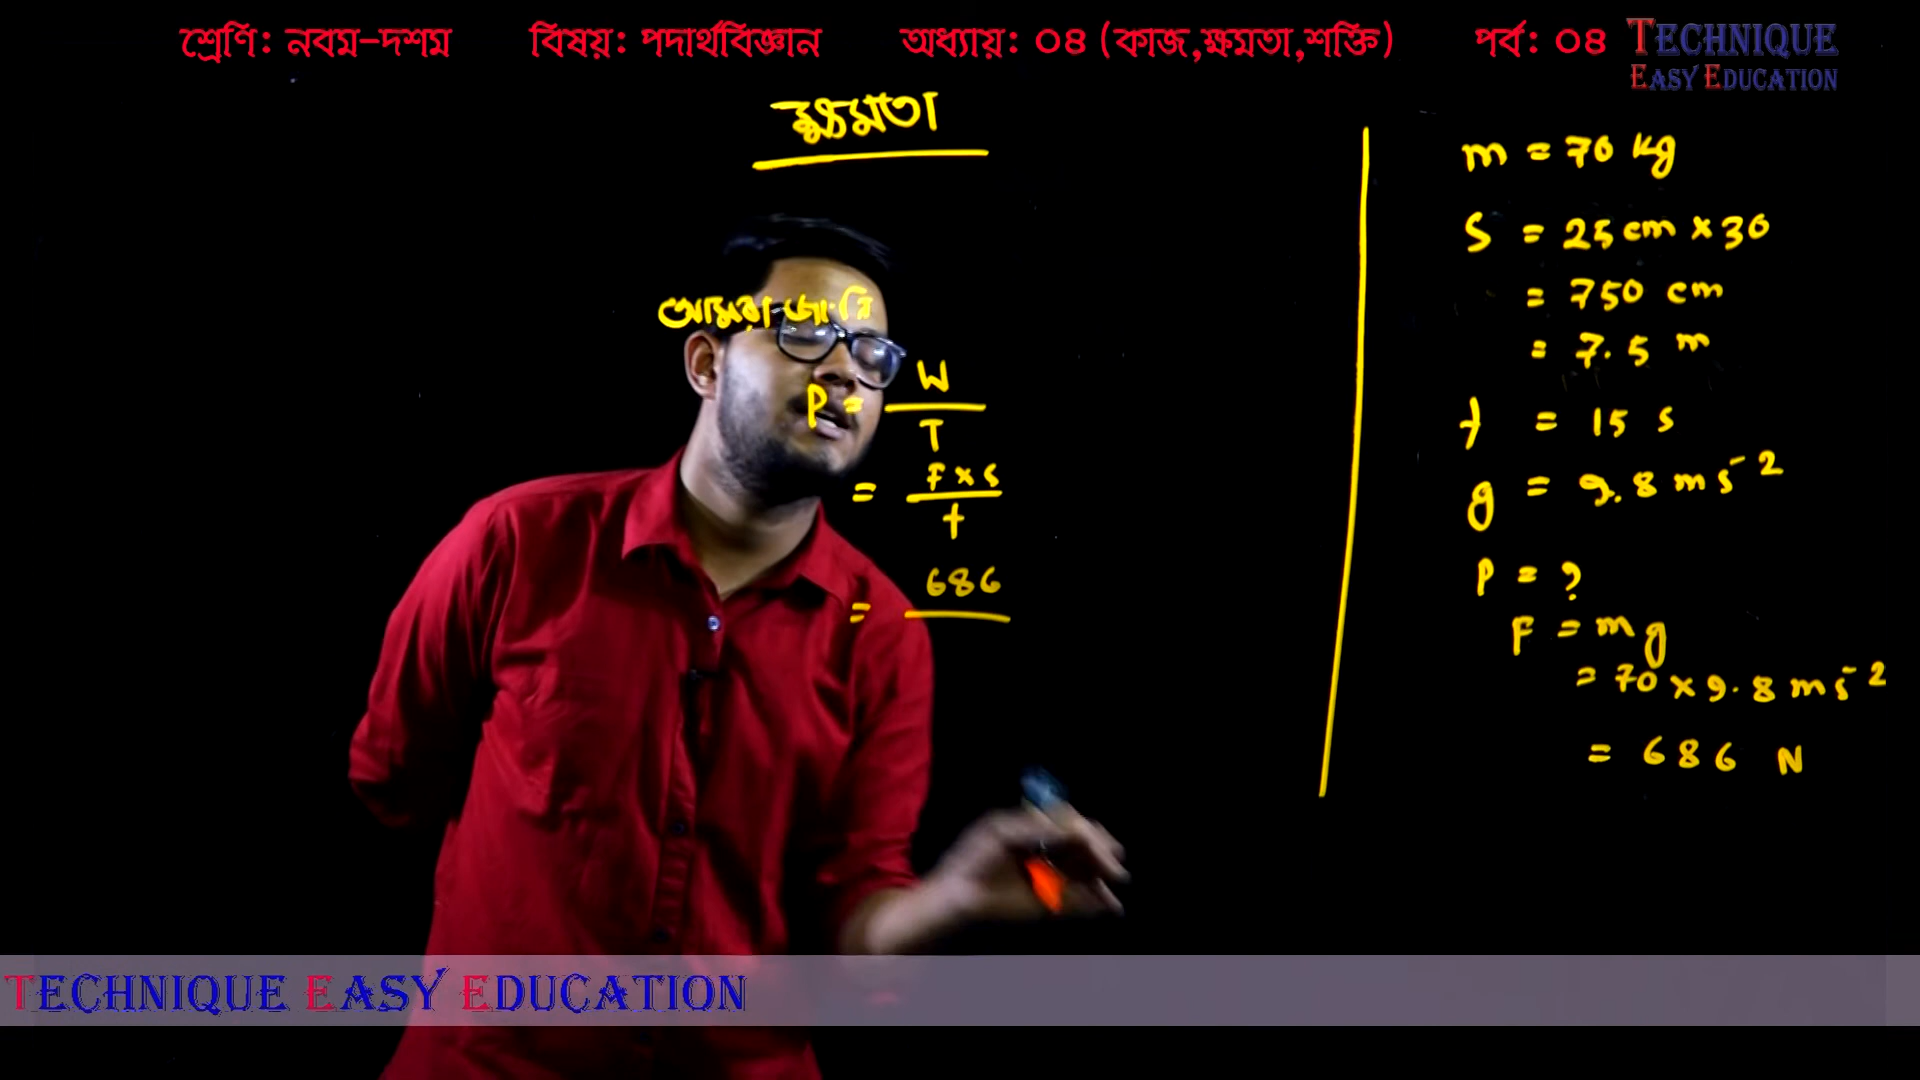 শ্রেণি: নবম-দশম বিষয়: পদার্থবিজ্ঞান অধ্যায়: ০৪ (কাজ,ক্ষমতা,শক্তি) পর্ব: ০৪
TECHNIQUE
EASY EDUCATION
ক্ষমতা
আমরা জানি
P = W
T
= F × s
t
= 686
m = 70 kg
S = 25 cm × 30
= 750 cm
= 7.5 m
t = 15 s
g = 9.8 ms⁻²
P = ?
F = mg
= 70 × 9.8 ms⁻²
= 686 N
TECHNIQUE EASY EDUCATION